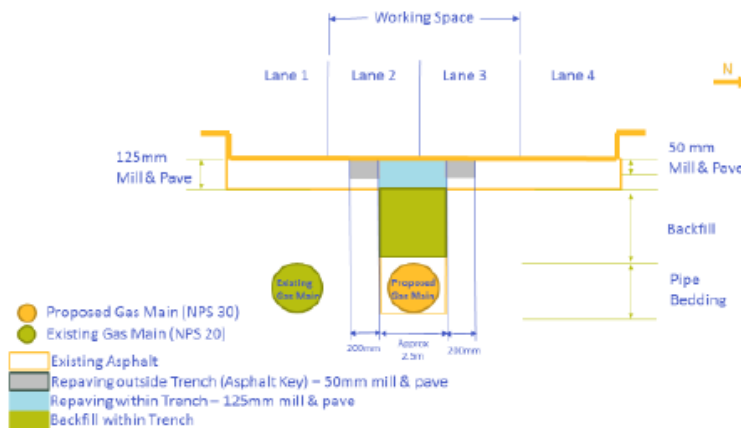 Working Space
Lane 1
Lane 2
Lane 3
Lane 4
N
125mm
Mill & Pave
50 mm
Mill & Pave
Backfill
Pipe
Bedding
Existing
Gas Main
Proposed
Gas Main
Proposed Gas Main (NPS 30)
Existing Gas Main (NPS 20)
200mm
Approx
2.5m
200mm
Existing Asphalt
Repaving outside Trench (Asphalt Key) – 50mm mill & pave
Repaving within Trench – 125mm mill & pave
Backfill within Trench